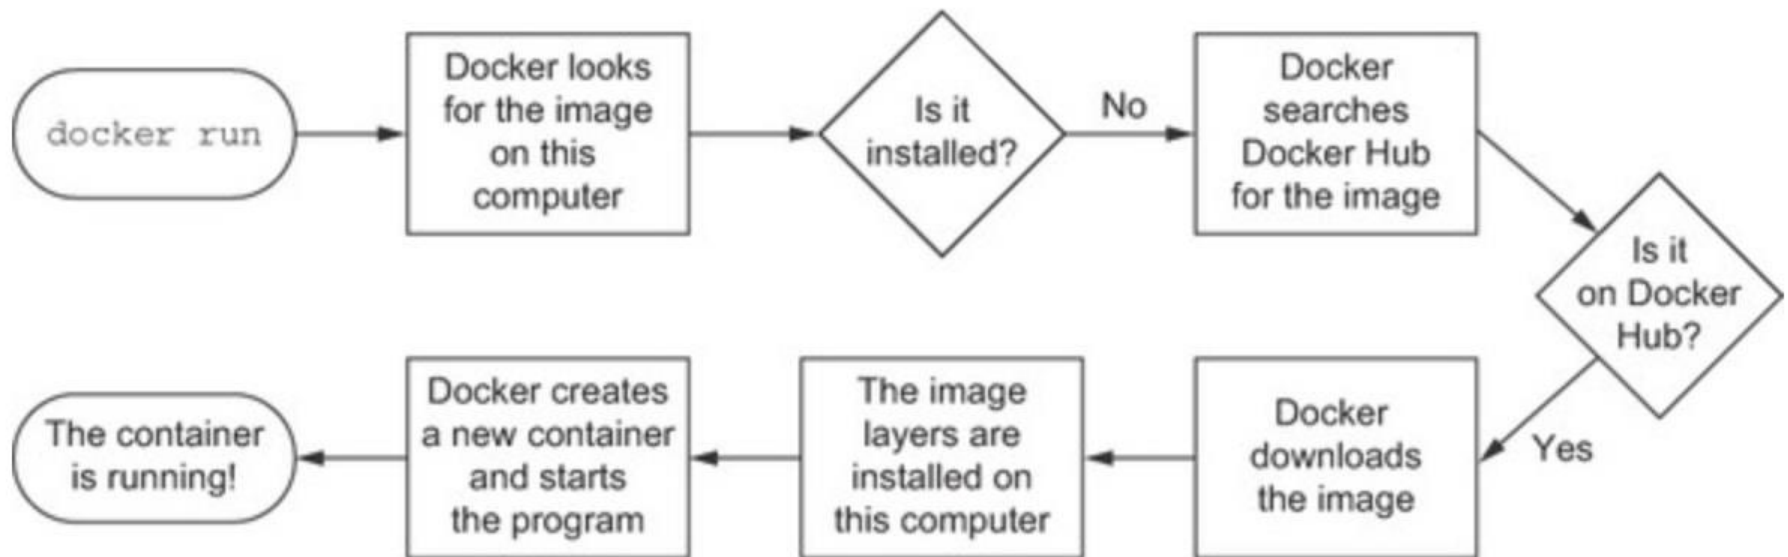 docker run
Docker looks
for the image
on this
computer
Is it
installed?
No
Docker
searches
Docker Hub
for the image
Is it
on Docker
Hub?
Yes
Docker
downloads
the image
The image
layers are
installed on
this computer
Docker creates
a new container
and starts
the program
The container
is running!